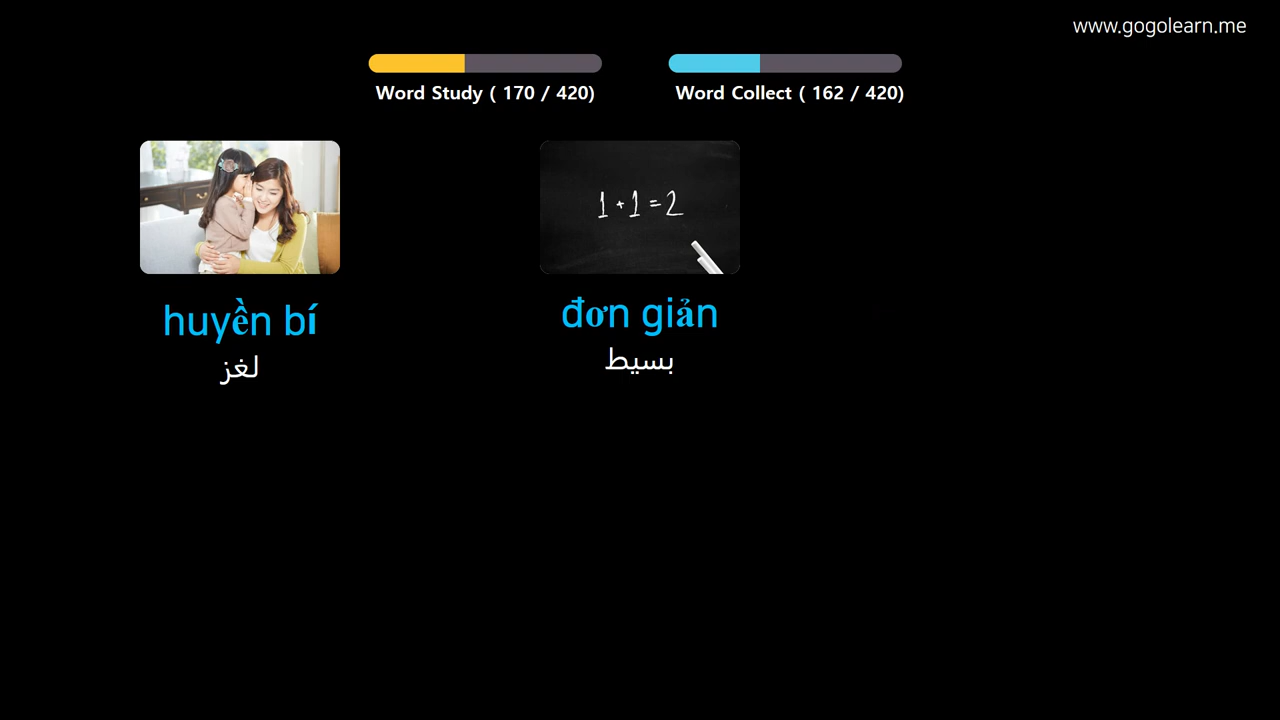 www.gogolearn.me
Word Study ( 170 / 420)
Word Collect ( 162 / 420)
1 + 1 = 2
huyền bí
لغز
đơn giản
بسيط